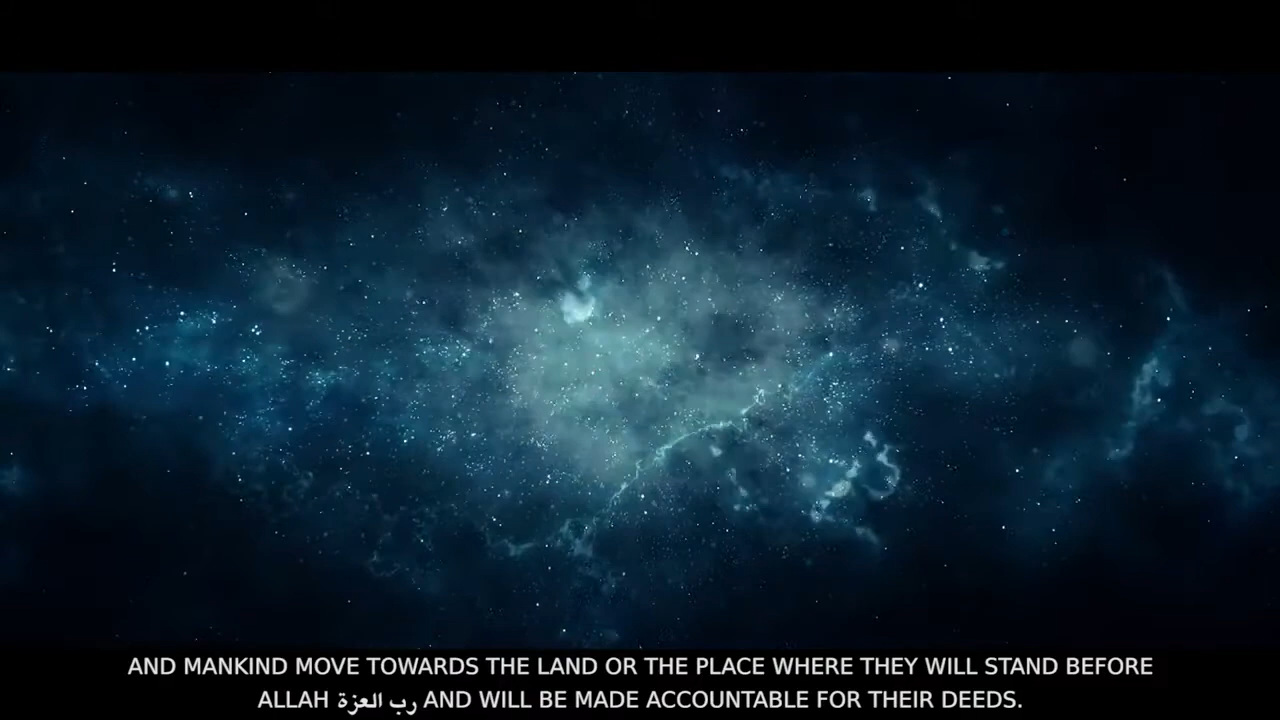 AND MANKIND MOVE TOWARDS THE LAND OR THE PLACE WHERE THEY WILL STAND BEFORE
ALLAH رب العزة AND WILL BE MADE ACCOUNTABLE FOR THEIR DEEDS.